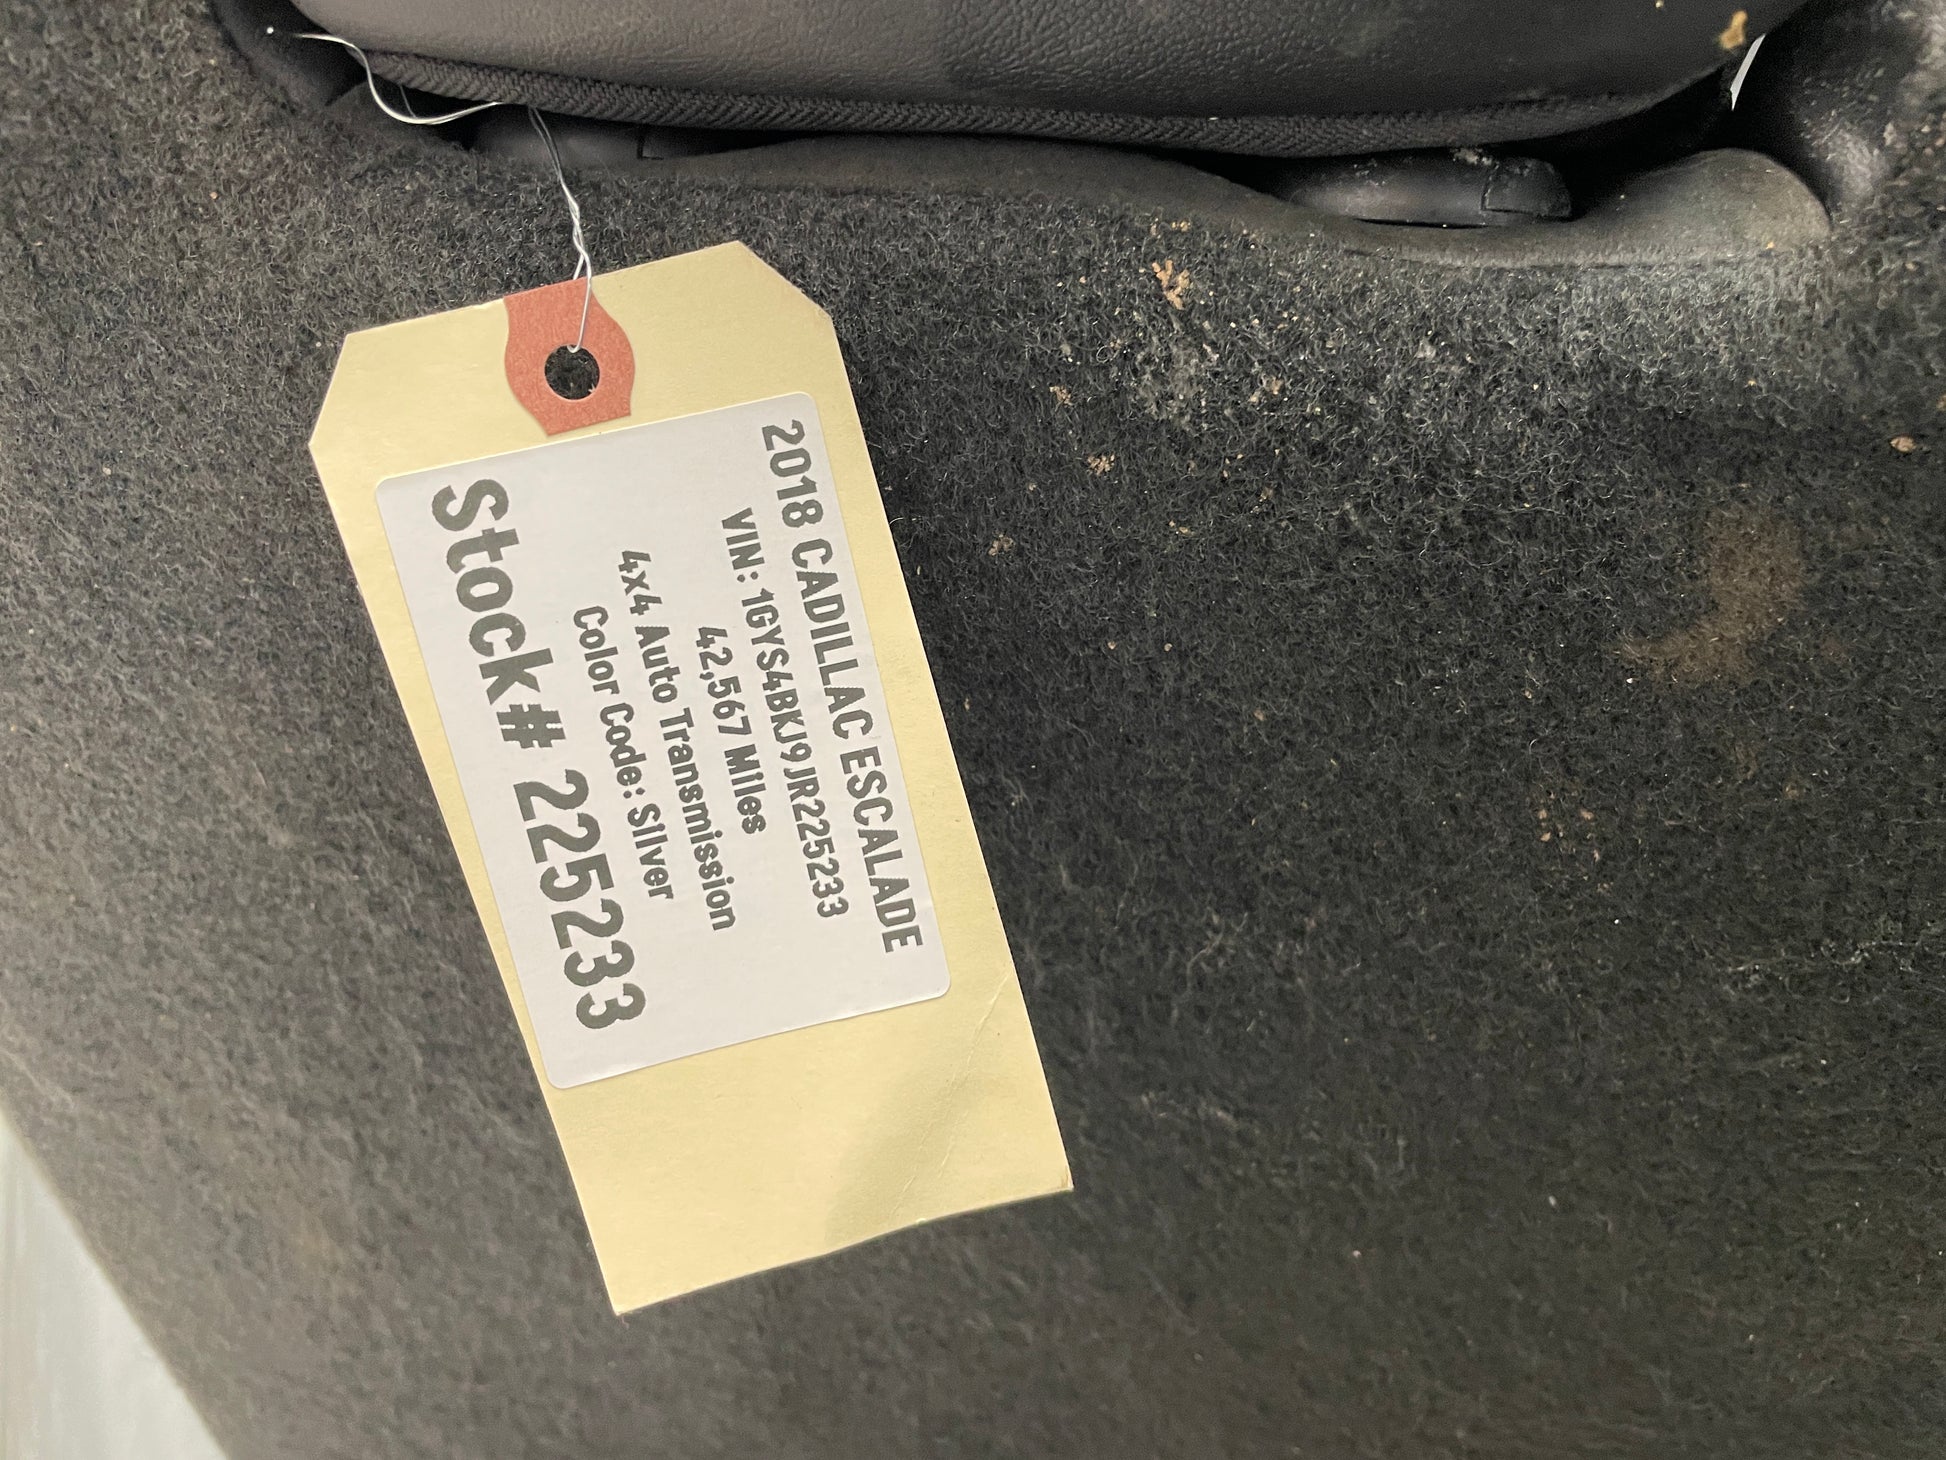 2018 CADILLAC ESCALADE
VIN: 1GYS4BKJ9JR225233
42,567 Miles
4x4 Auto Transmission
Color Code: Silver
Stock# 225233